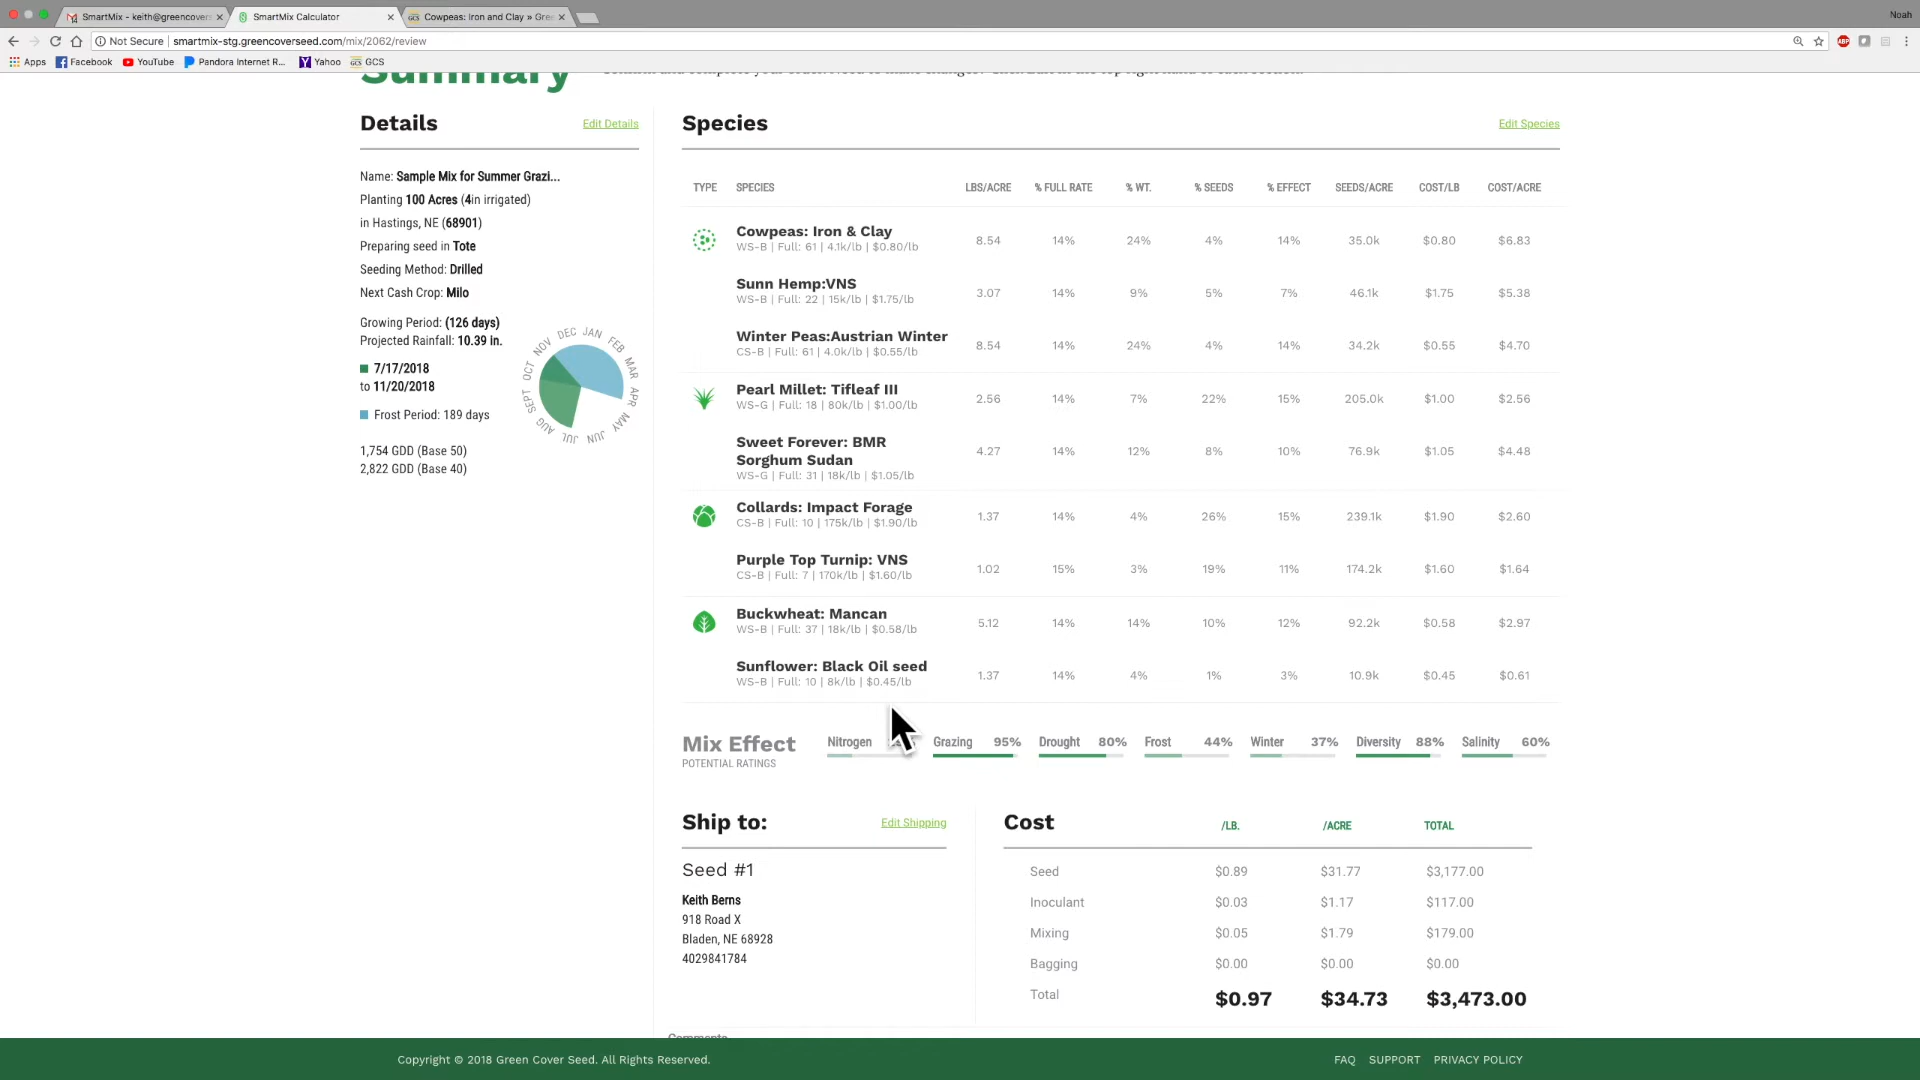 SmartMix - keith@greencovers
SmartMix Calculator
Cowpeas: Iron and Clay » Gre
Noah
Not Secure | smartmix-stg.greencoverseed.com/mix/2062/review
Apps Facebook YouTube Pandora Internet R... Yahoo GCS
Summary
Details
Edit Details
Name: Sample Mix for Summer Grazi...
Planting 100 Acres (4in irrigated)
in Hastings, NE (68901)
Preparing seed in Tote
Seeding Method: Drilled
Next Cash Crop: Milo
Growing Period: (126 days)
Projected Rainfall: 10.39 in.
7/17/2018
to 11/20/2018
Frost Period: 189 days
1,754 GDD (Base 50)
2,822 GDD (Base 40)
JAN FEB MAR APR MAY JUN JUL AUG SEPT OCT NOV DEC
Species
Edit Species
TYPE SPECIES LBS/ACRE % FULL RATE % WT. % SEEDS % EFFECT SEEDS/ACRE COST/LB COST/ACRE
Cowpeas: Iron & Clay 8.54 14% 24% 4% 14% 35.0k $0.80 $6.83
WS-B | Full: 61 | 4.1k/lb | $0.80/lb
Sunn Hemp:VNS 3.07 14% 9% 5% 7% 46.1k $1.75 $5.38
WS-B | Full: 22 | 15k/lb | $1.75/lb
Winter Peas:Austrian Winter 8.54 14% 24% 4% 14% 34.2k $0.55 $4.70
CS-B | Full: 61 | 4.0k/lb | $0.55/lb
Pearl Millet: Tifleaf III 2.56 14% 7% 22% 15% 205.0k $1.00 $2.56
WS-G | Full: 18 | 80k/lb | $1.00/lb
Sweet Forever: BMR
Sorghum Sudan 4.27 14% 12% 8% 10% 76.9k $1.05 $4.48
WS-G | Full: 31 | 18k/lb | $1.05/lb
Collards: Impact Forage 1.37 14% 4% 26% 15% 239.1k $1.90 $2.60
CS-B | Full: 10 | 175k/lb | $1.90/lb
Purple Top Turnip: VNS 1.02 15% 3% 19% 11% 174.2k $1.60 $1.64
CS-B | Full: 7 | 170k/lb | $1.60/lb
Buckwheat: Mancan 5.12 14% 14% 10% 12% 92.2k $0.58 $2.97
WS-B | Full: 37 | 18k/lb | $0.58/lb
Sunflower: Black Oil seed 1.37 14% 4% 1% 3% 10.9k $0.45 $0.61
WS-B | Full: 10 | 8k/lb | $0.45/lb
Mix Effect
POTENTIAL RATINGS
Nitrogen Grazing 95% Drought 80% Frost 44% Winter 37% Diversity 88% Salinity 60%
Ship to:
Edit Shipping
Seed #1
Keith Berns
918 Road X
Bladen, NE 68928
4029841784
Cost /LB. /ACRE TOTAL
Seed $0.89 $31.77 $3,177.00
Inoculant $0.03 $1.17 $117.00
Mixing $0.05 $1.79 $179.00
Bagging $0.00 $0.00 $0.00
Total $0.97 $34.73 $3,473.00
Comments
Copyright © 2018 Green Cover Seed. All Rights Reserved.
FAQ SUPPORT PRIVACY POLICY